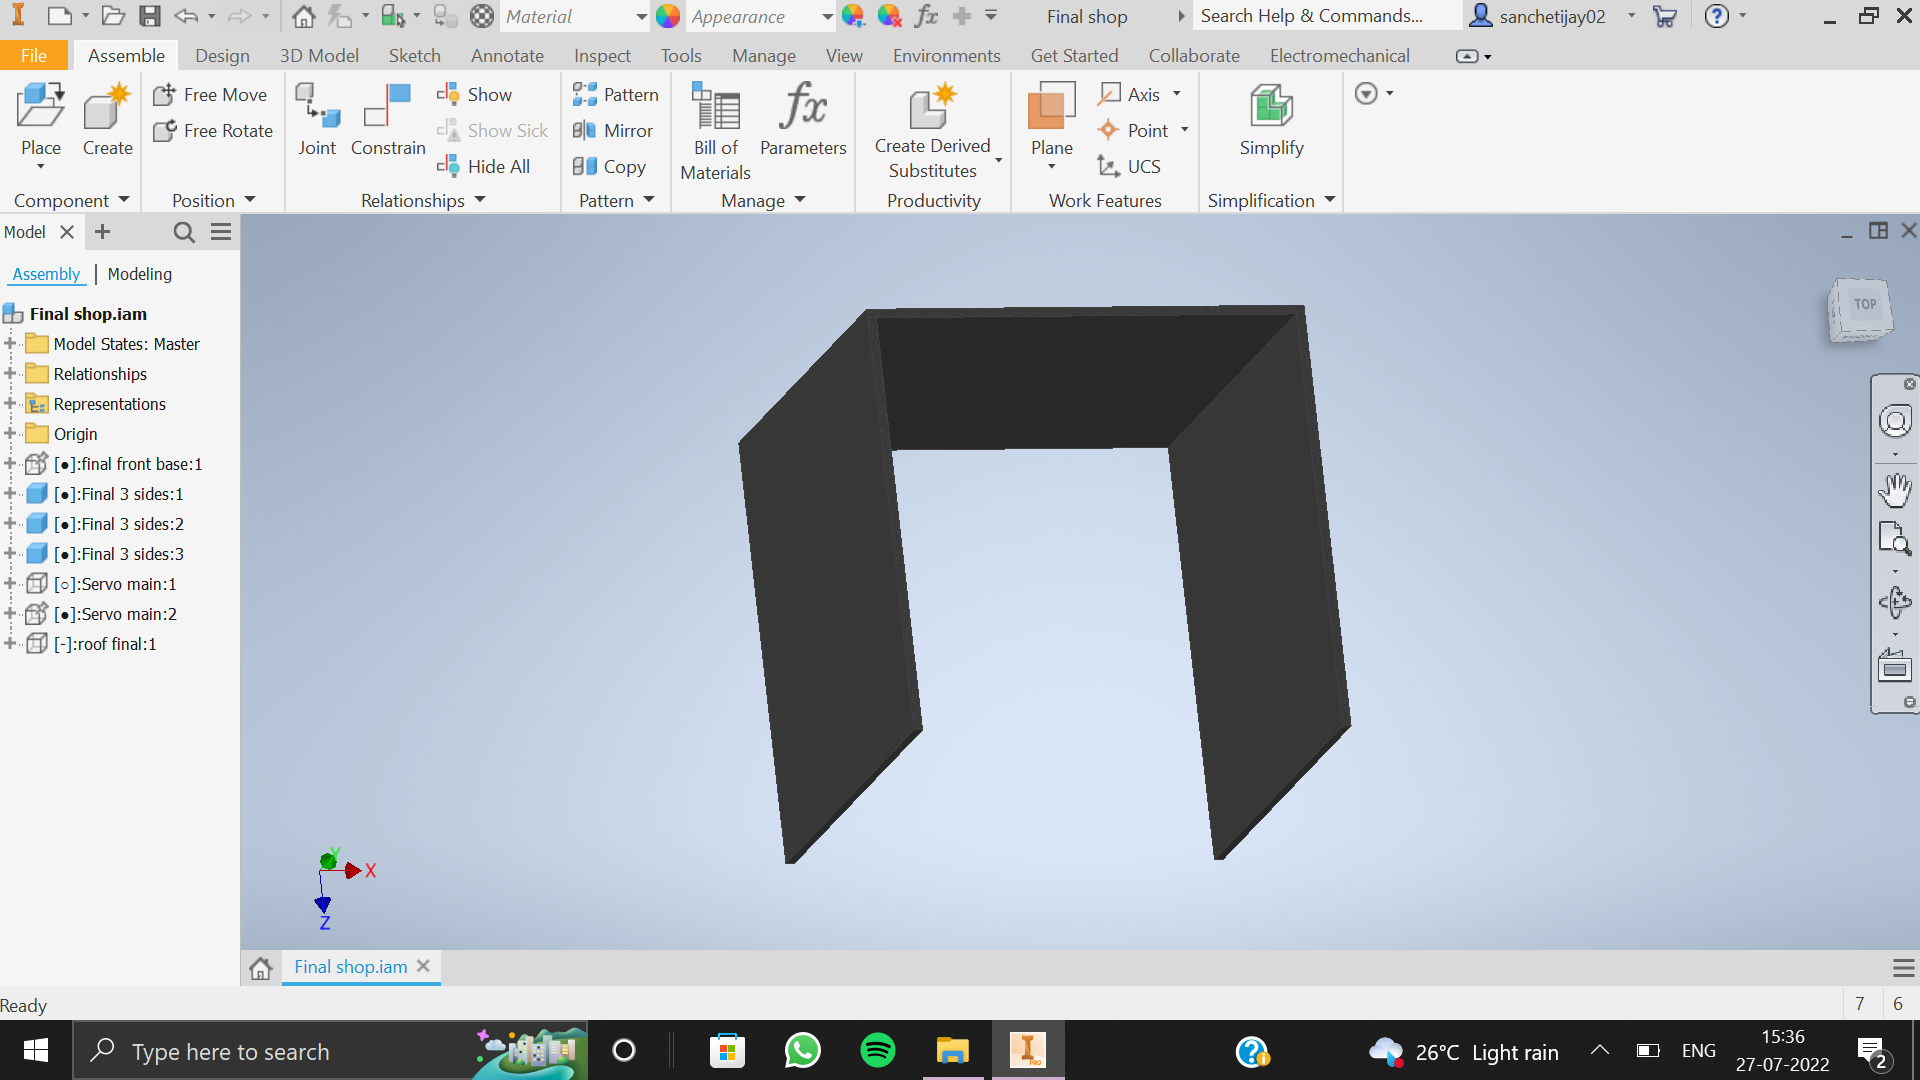 Material
Appearance
fx
Final shop
Search Help & Commands...
sanchetijay02
File
Assemble
Design
3D Model
Sketch
Annotate
Inspect
Tools
Manage
View
Environments
Get Started
Collaborate
Electromechanical
Place
Create
Free Move
Free Rotate
Joint
Constrain
Show
Show Sick
Hide All
Pattern
Mirror
Copy
Bill of
Materials
fx
Parameters
Create Derived
Substitutes
Plane
Axis
Point
UCS
Simplify
Component
Position
Relationships
Pattern
Manage
Productivity
Work Features
Simplification
Model
Assembly | Modeling
Final shop.iam
Model States: Master
Relationships
Representations
Origin
[●]:final front base:1
[●]:Final 3 sides:1
[●]:Final 3 sides:2
[●]:Final 3 sides:3
[○]:Servo main:1
[●]:Servo main:2
[-]:roof final:1
TOP
Y
X
Z
Final shop.iam
Ready
7 6
Type here to search
PRO
26°C Light rain
ENG
15:36
27-07-2022
2